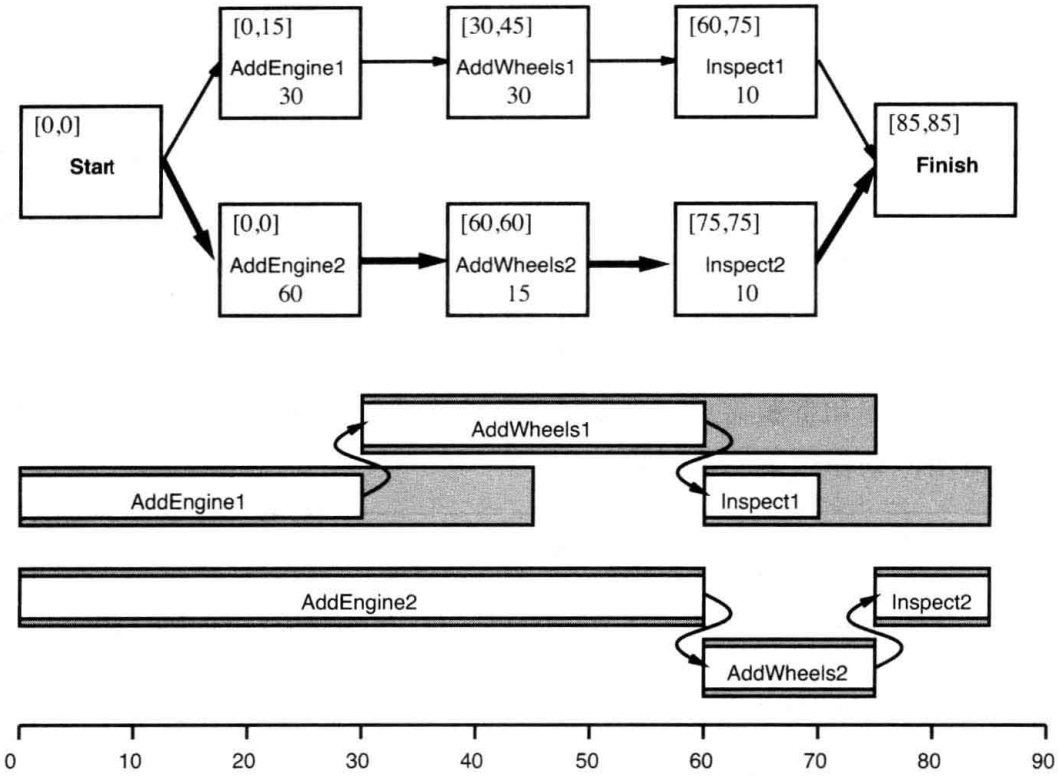 [0,15]
AddEngine1
30
[30,45]
AddWheels1
30
[60,75]
Inspect1
10
[0,0]
Start
[85,85]
Finish
[0,0]
AddEngine2
60
[60,60]
AddWheels2
15
[75,75]
Inspect2
10
AddWheels1
AddEngine1
Inspect1
AddEngine2
Inspect2
AddWheels2
0 10 20 30 40 50 60 70 80 90